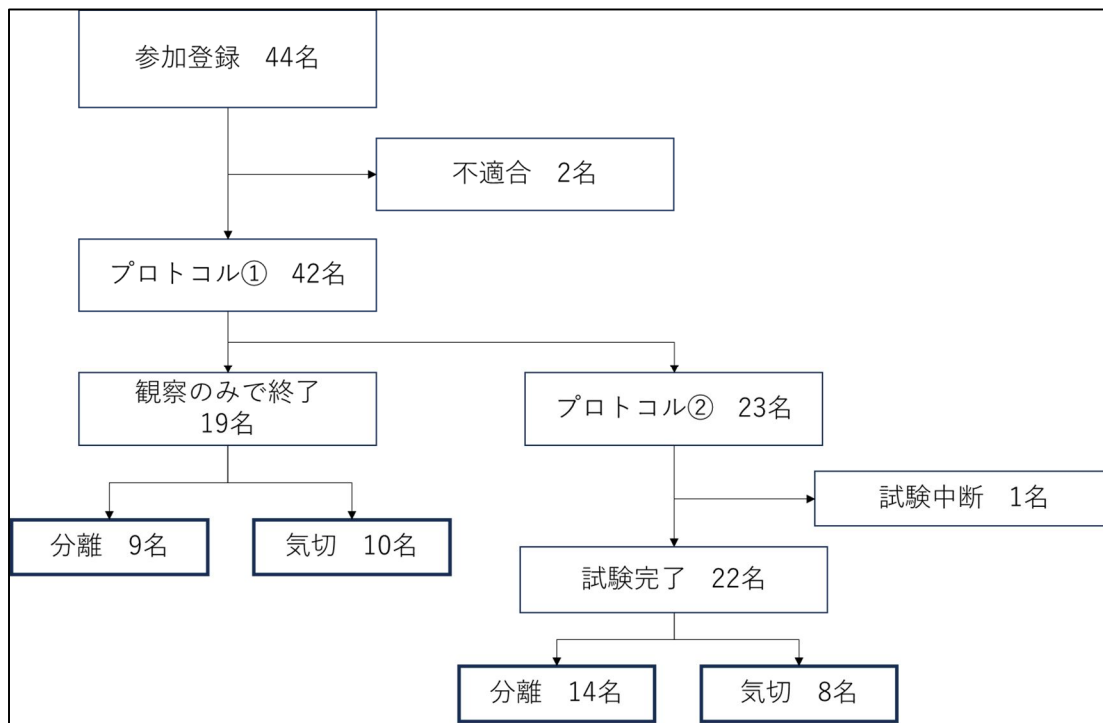 参加登録　44名
不適合　2名
プロトコル①　42名
観察のみで終了
19名
プロトコル②　23名
試験中断　1名
分離　9名
気切　10名
試験完了　22名
分離　14名
気切　8名